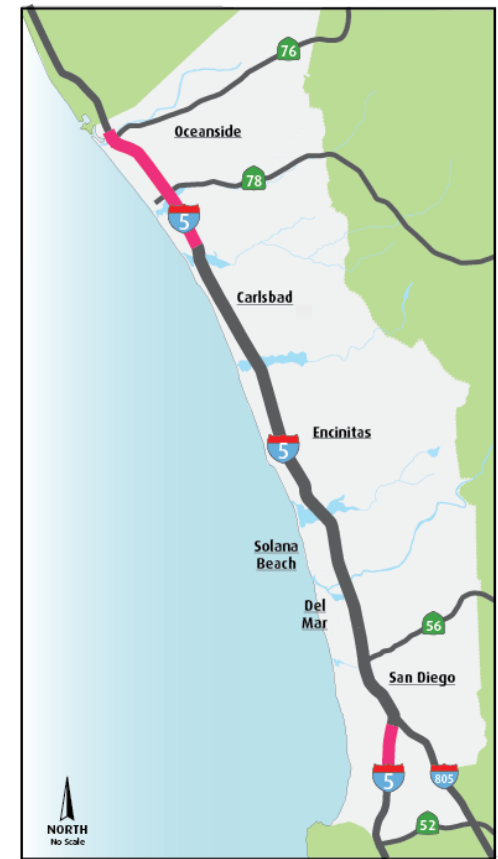 76
Oceanside
78
5
Carlsbad
Encinitas
5
Solana
Beach
Del
Mar
56
San Diego
5
805
52
NORTH
No Scale